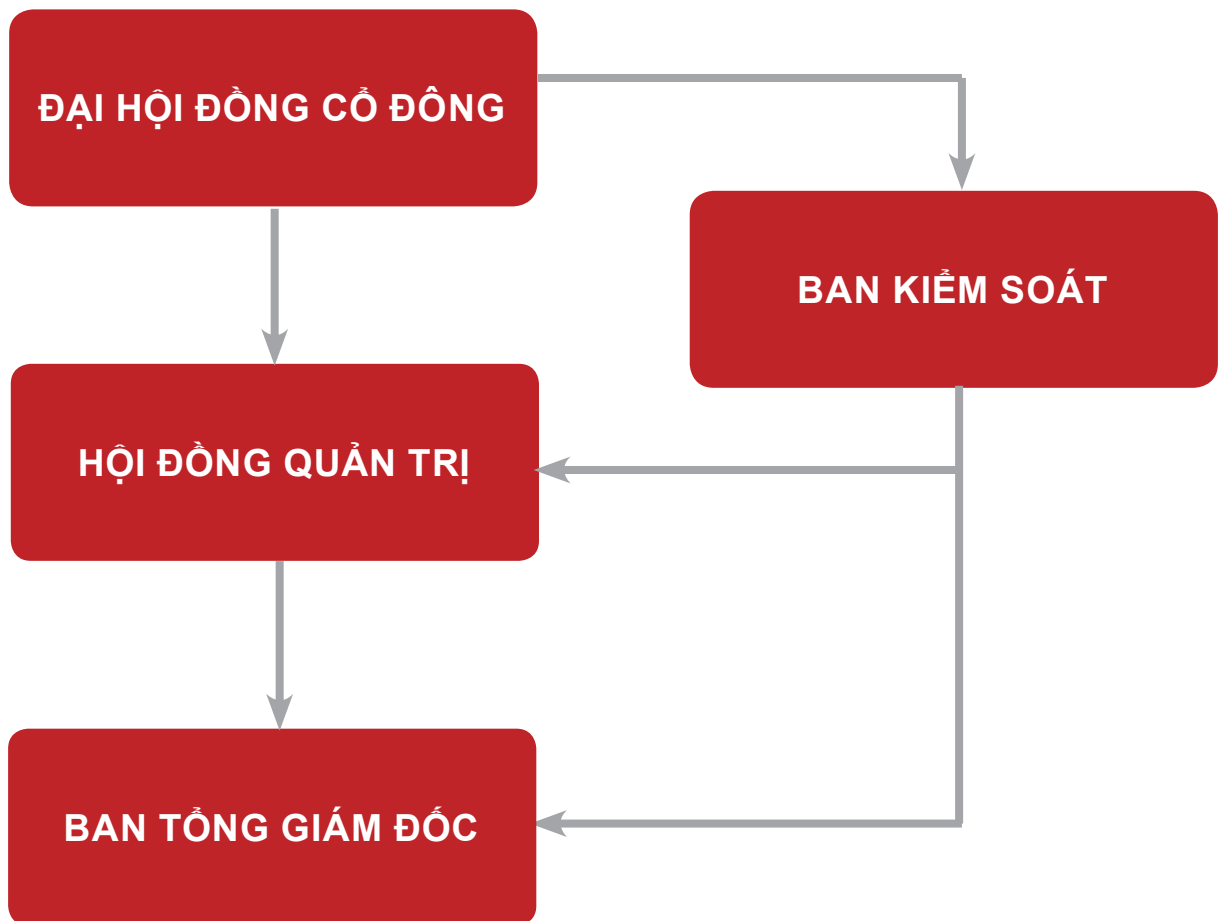 ĐẠI HỘI ĐỒNG CỔ ĐÔNG
BAN KIỂM SOÁT
HỘI ĐỒNG QUẢN TRỊ
BAN TỔNG GIÁM ĐỐC